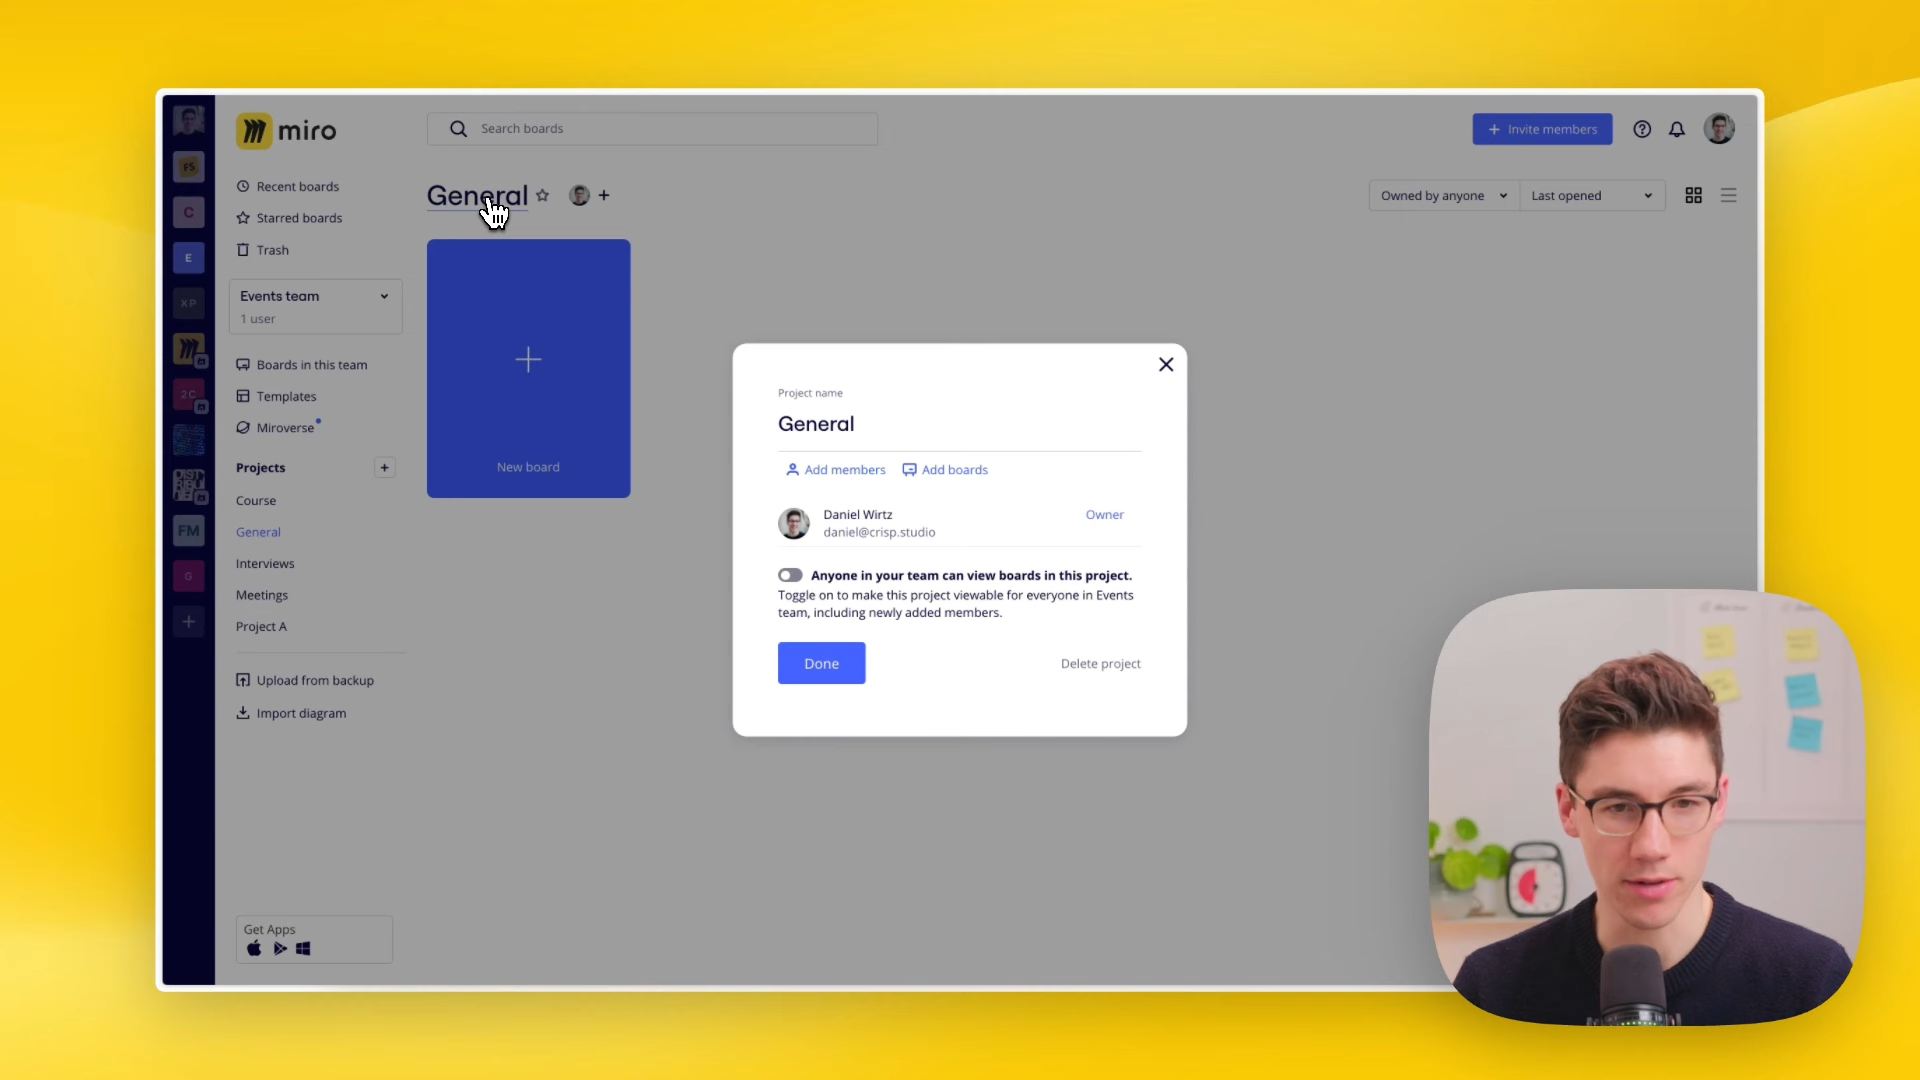 miro
Search boards
+ Invite members
FS
C
E
XP
2C
FM
G
Recent boards
Starred boards
Trash
Events team
1 user
Boards in this team
Templates
Miroverse
Projects
+
Course
General
Interviews
Meetings
Project A
Upload from backup
Import diagram
Get Apps
General
+
Owned by anyone
Last opened
New board
Project name
General
Add members
Add boards
Daniel Wirtz
daniel@crisp.studio
Owner
Anyone in your team can view boards in this project.
Toggle on to make this project viewable for everyone in Events
team, including newly added members.
Done
Delete project